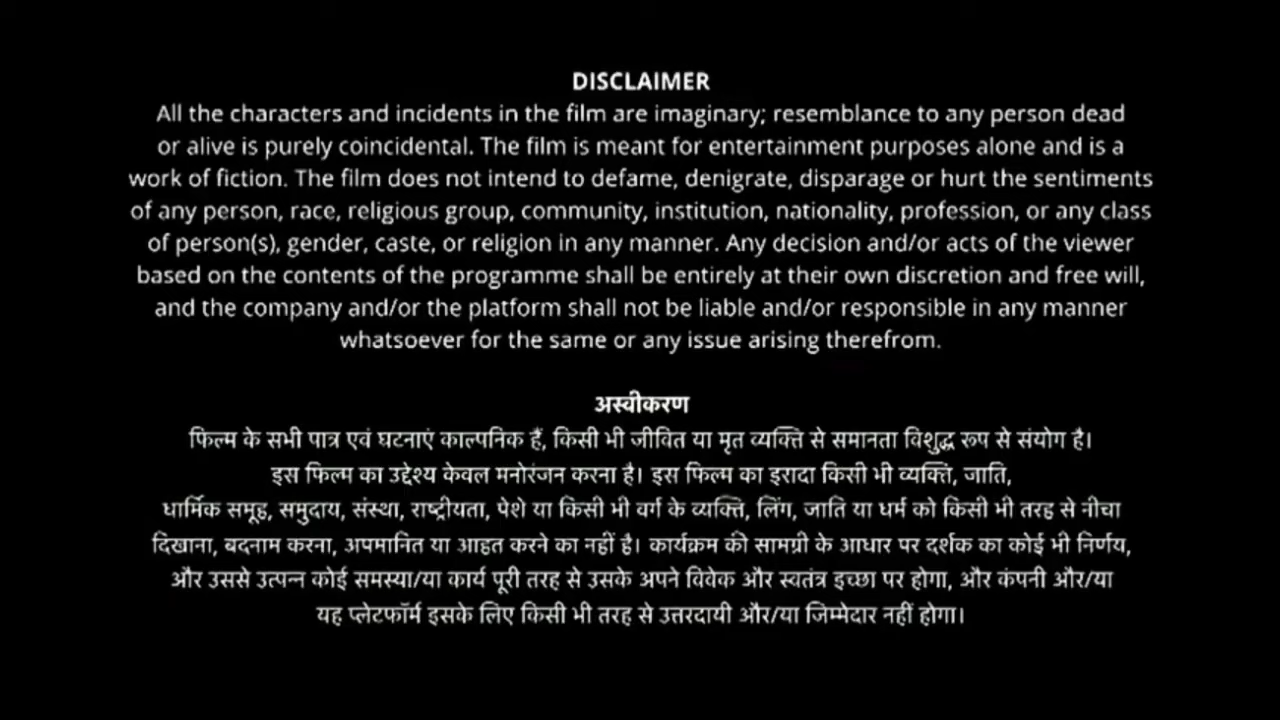 DISCLAIMER
All the characters and incidents in the film are imaginary; resemblance to any person dead
or alive is purely coincidental. The film is meant for entertainment purposes alone and is a
work of fiction. The film does not intend to defame, denigrate, disparage or hurt the sentiments
of any person, race, religious group, community, institution, nationality, profession, or any class
of person(s), gender, caste, or religion in any manner. Any decision and/or acts of the viewer
based on the contents of the programme shall be entirely at their own discretion and free will,
and the company and/or the platform shall not be liable and/or responsible in any manner
whatsoever for the same or any issue arising therefrom.
अस्वीकरण
फिल्म के सभी पात्र एवं घटनाएं काल्पनिक हैं, किसी भी जीवित या मृत व्यक्ति से समानता विशुद्ध रूप से संयोग है।
इस फिल्म का उद्देश्य केवल मनोरंजन करना है। इस फिल्म का इरादा किसी भी व्यक्ति, जाति,
धार्मिक समूह, समुदाय, संस्था, राष्ट्रीयता, पेशे या किसी भी वर्ग के व्यक्ति, लिंग, जाति या धर्म को किसी भी तरह से नीचा
दिखाना, बदनाम करना, अपमानित या आहत करने का नहीं है। कार्यक्रम की सामग्री के आधार पर दर्शक का कोई भी निर्णय,
और उससे उत्पन्न कोई समस्या/या कार्य पूरी तरह से उसके अपने विवेक और स्वतंत्र इच्छा पर होगा, और कंपनी और/या
यह प्लेटफॉर्म इसके लिए किसी भी तरह से उत्तरदायी और/या जिम्मेदार नहीं होगा।